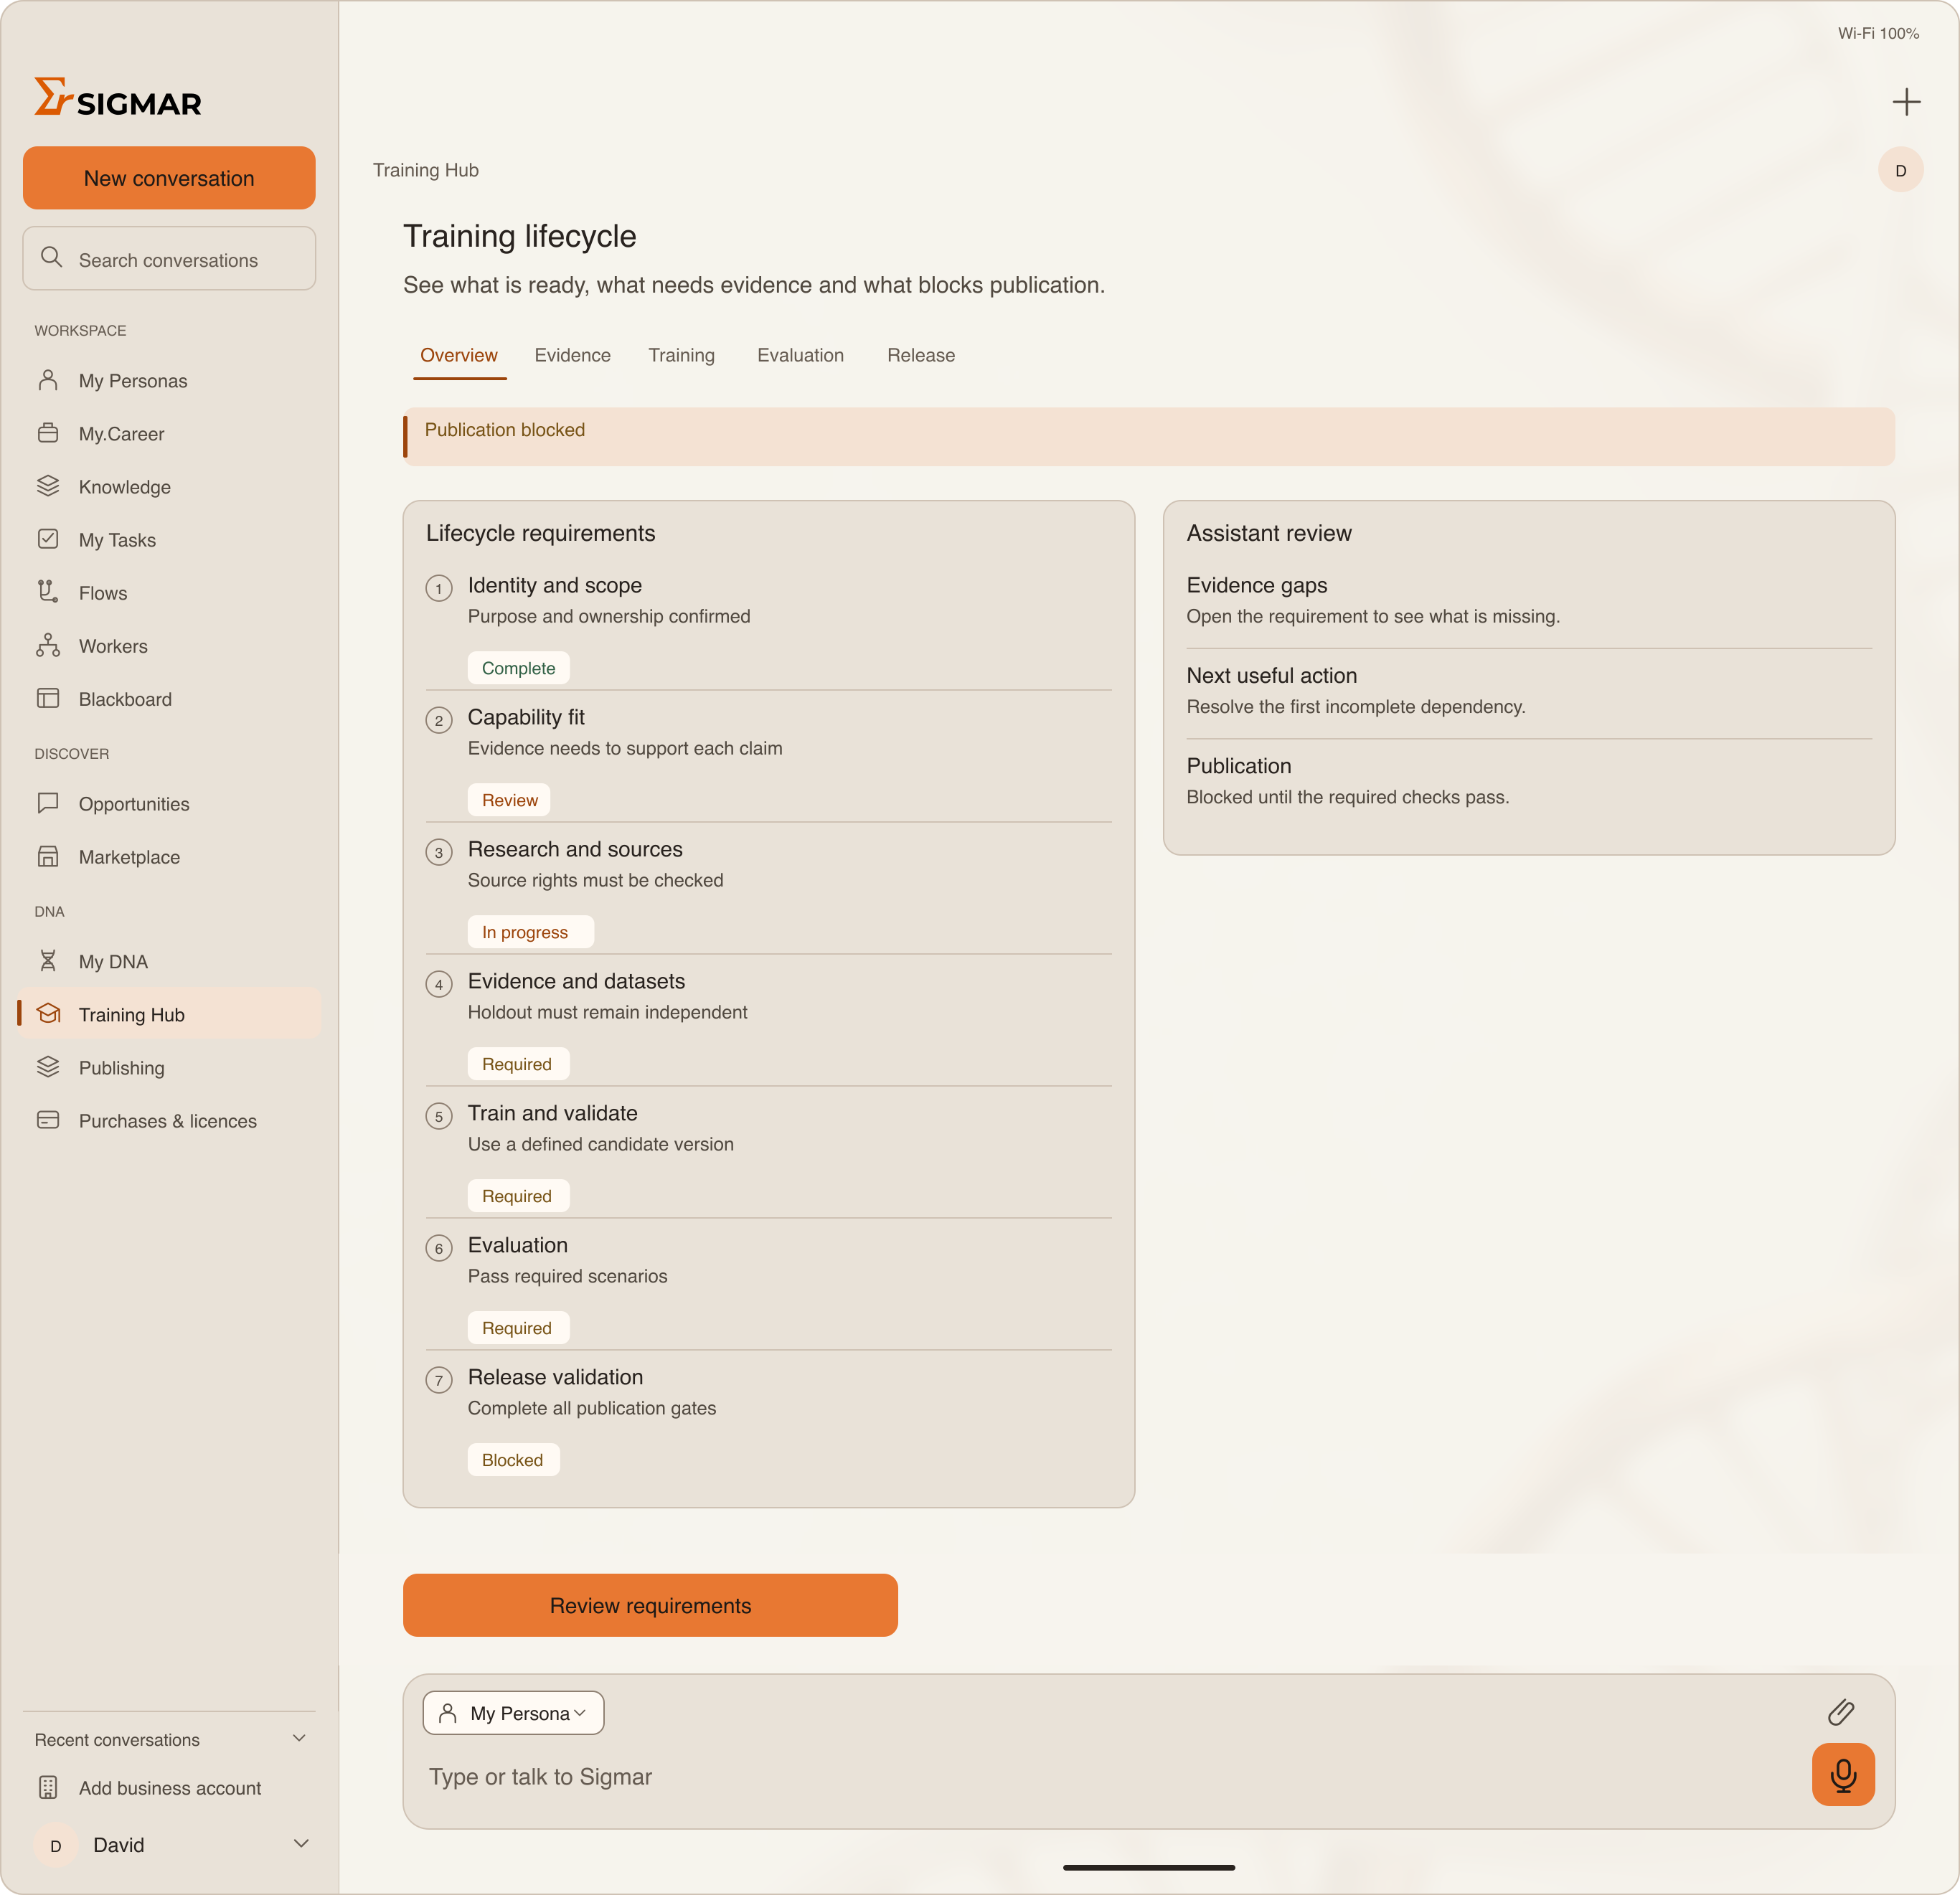 Wi-Fi 100%
Σr SIGMAR
New conversation
Search conversations
WORKSPACE
My Personas
My.Career
Knowledge
My Tasks
Flows
Workers
Blackboard
DISCOVER
Opportunities
Marketplace
DNA
My DNA
Training Hub
Publishing
Purchases & licences
Recent conversations
Add business account
D
David
Training Hub
D
Training lifecycle
See what is ready, what needs evidence and what blocks publication.
Overview Evidence Training Evaluation Release
Publication blocked
Lifecycle requirements
1 Identity and scope
Purpose and ownership confirmed
Complete
2 Capability fit
Evidence needs to support each claim
Review
3 Research and sources
Source rights must be checked
In progress
4 Evidence and datasets
Holdout must remain independent
Required
5 Train and validate
Use a defined candidate version
Required
6 Evaluation
Pass required scenarios
Required
7 Release validation
Complete all publication gates
Blocked
Assistant review
Evidence gaps
Open the requirement to see what is missing.
Next useful action
Resolve the first incomplete dependency.
Publication
Blocked until the required checks pass.
Review requirements
My Persona
Type or talk to Sigmar